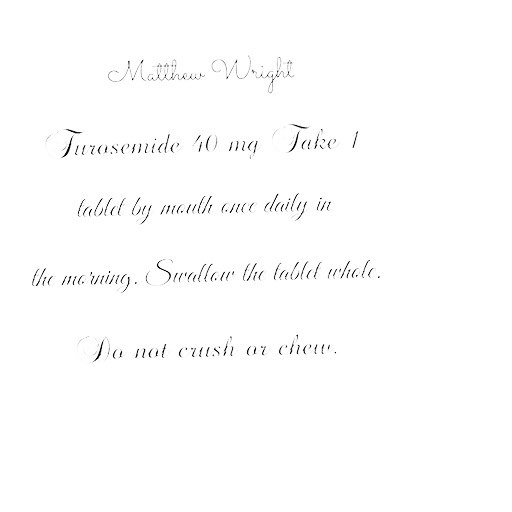 Matthew Wright
Furosemide 40 mg Take 1
tablet by mouth once daily in
the morning. Swallow the tablet whole.
Do not crush or chew.